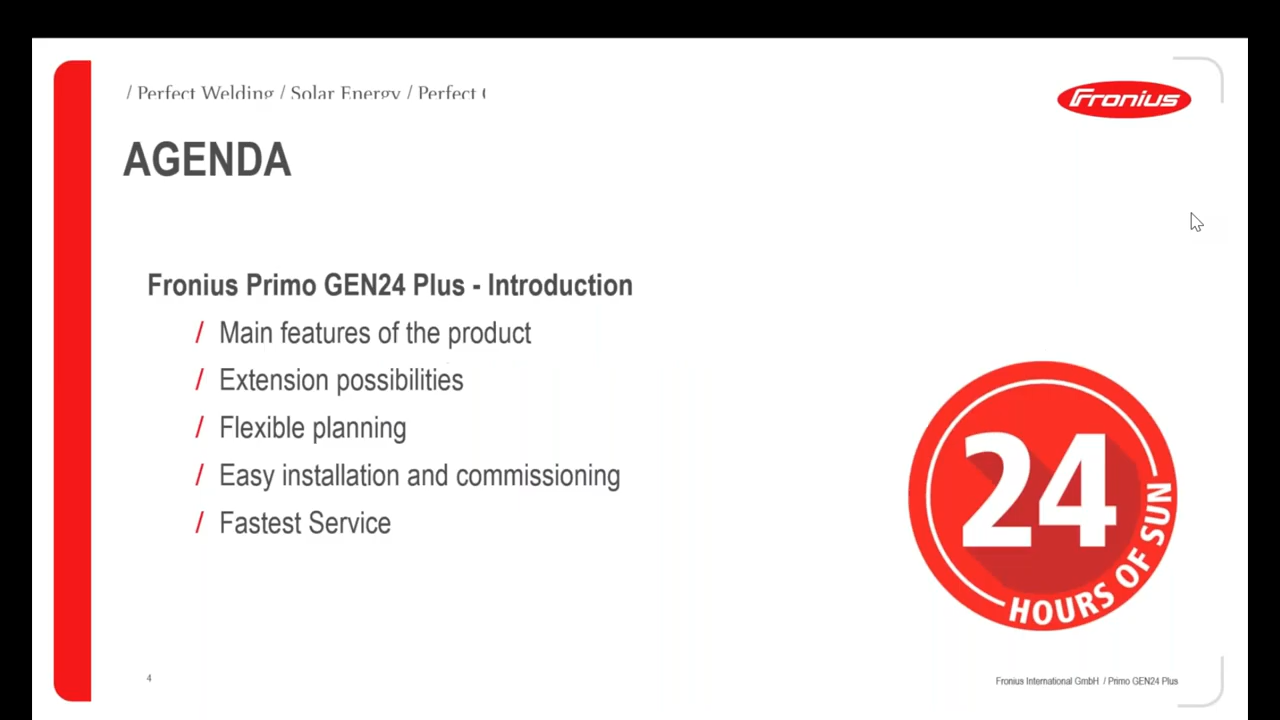 / Perfect Welding / Solar Energy / Perfect
Fronius
AGENDA
Fronius Primo GEN24 Plus - Introduction
/ Main features of the product
/ Extension possibilities
/ Flexible planning
/ Easy installation and commissioning
/ Fastest Service
24
HOURS OF SUN
4
Fronius International GmbH / Primo GEN24 Plus